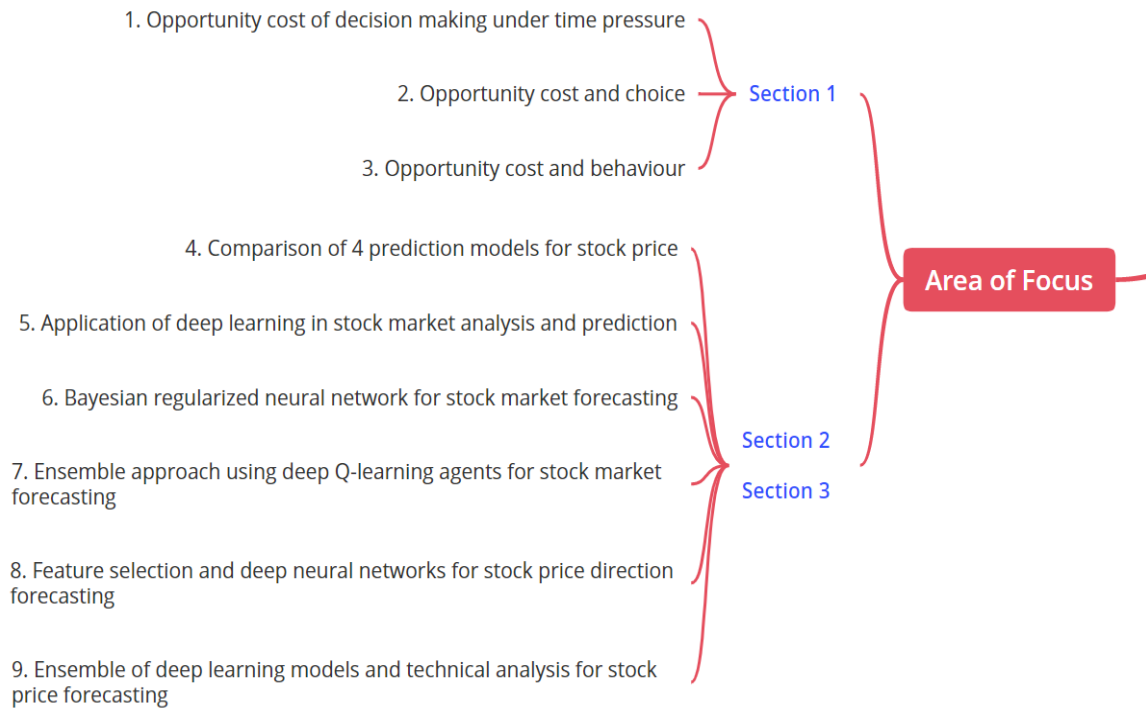 1. Opportunity cost of decision making under time pressure
2. Opportunity cost and choice
Section 1
3. Opportunity cost and behaviour
4. Comparison of 4 prediction models for stock price
Area of Focus
5. Application of deep learning in stock market analysis and prediction
6. Bayesian regularized neural network for stock market forecasting
Section 2
7. Ensemble approach using deep Q-learning agents for stock market
forecasting
Section 3
8. Feature selection and deep neural networks for stock price direction
forecasting
9. Ensemble of deep learning models and technical analysis for stock
price forecasting